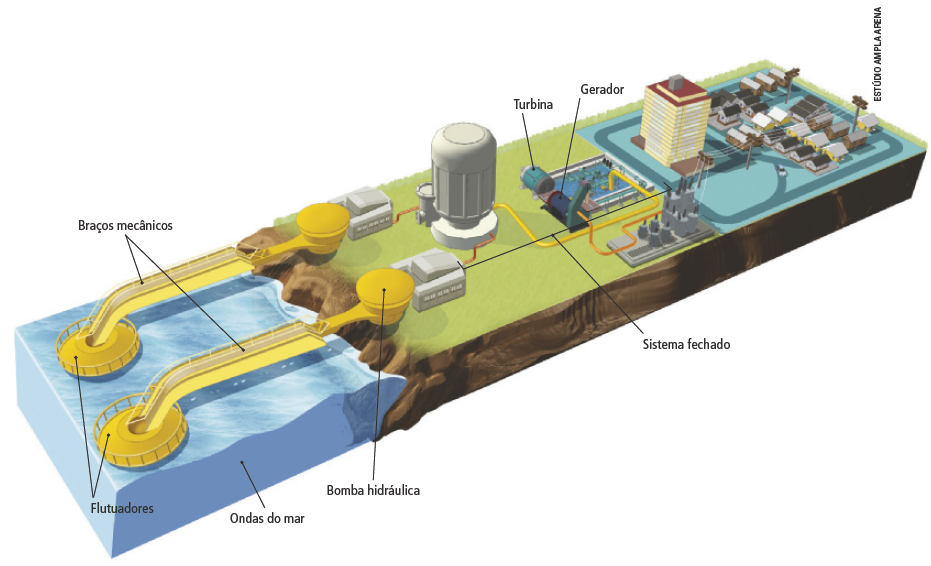 ESTÚDIO AMPLA ARENA
Gerador
Turbina
Braços mecânicos
Sistema fechado
Bomba hidráulica
Flutuadores
Ondas do mar